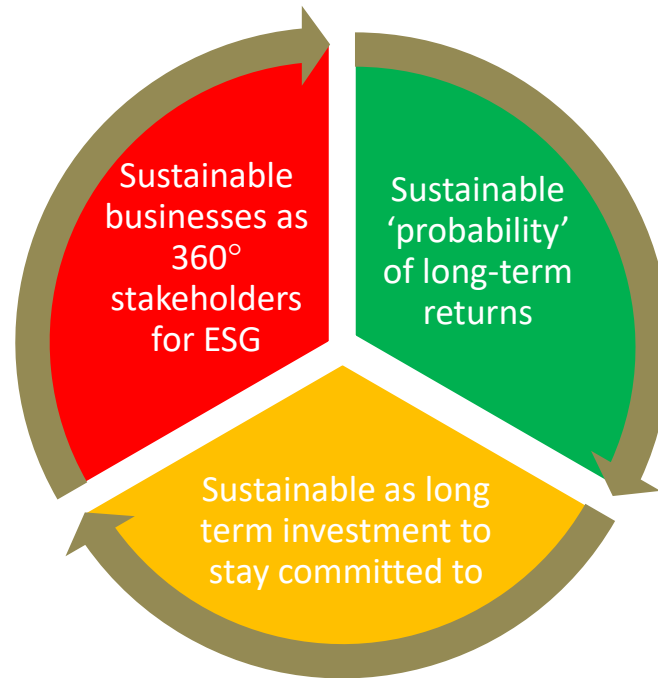 Sustainable
businesses as
360°
stakeholders
for ESG
Sustainable
‘probability’
of long-term
returns
Sustainable as long
term investment to
stay committed to